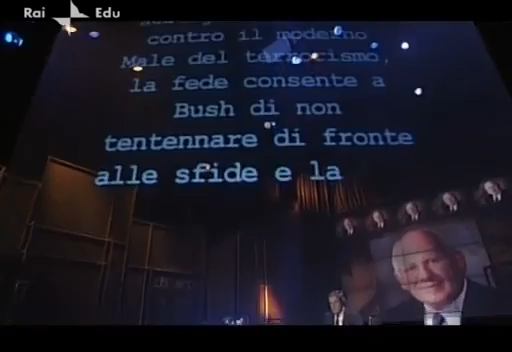 Rai Edu
contro il moderno
Male del terrorismo,
la fede consente a
Bush di non
tentennare di fronte
alle sfide e la